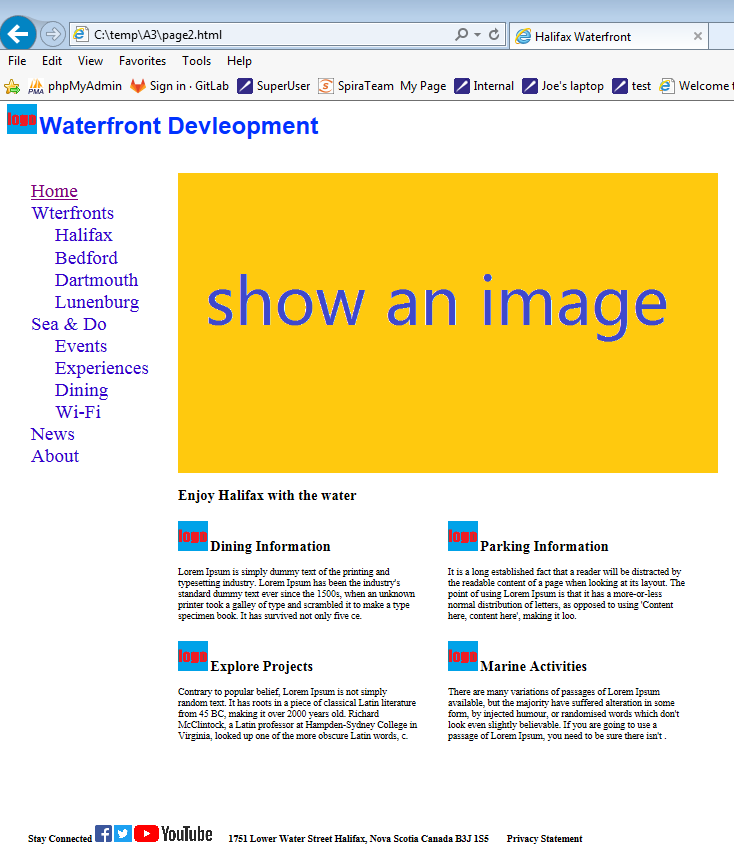 C:\temp\A3\page2.html
Halifax Waterfront
File Edit View Favorites Tools Help
phpMyAdmin Sign in · GitLab SuperUser SpiraTeam My Page Internal Joe's laptop test Welcome t
logo Waterfront Devleopment
Home
Wterfronts
Halifax
Bedford
Dartmouth
Lunenburg
Sea & Do
Events
Experiences
Dining
Wi-Fi
News
About
show an image
Enjoy Halifax with the water
logo Dining Information
Lorem Ipsum is simply dummy text of the printing and
typesetting industry. Lorem Ipsum has been the industry's
standard dummy text ever since the 1500s, when an unknown
printer took a galley of type and scrambled it to make a type
specimen book. It has survived not only five ce.
logo Parking Information
It is a long established fact that a reader will be distracted by
the readable content of a page when looking at its layout. The
point of using Lorem Ipsum is that it has a more-or-less
normal distribution of letters, as opposed to using 'Content
here, content here', making it loo.
logo Explore Projects
Contrary to popular belief, Lorem Ipsum is not simply
random text. It has roots in a piece of classical Latin literature
from 45 BC, making it over 2000 years old. Richard
McClintock, a Latin professor at Hampden-Sydney College in
Virginia, looked up one of the more obscure Latin words, c.
logo Marine Activities
There are many variations of passages of Lorem Ipsum
available, but the majority have suffered alteration in some
form, by injected humour, or randomised words which don't
look even slightly believable. If you are going to use a
passage of Lorem Ipsum, you need to be sure there isn't .
Stay Connected YouTube 1751 Lower Water Street Halifax, Nova Scotia Canada B3J 1S5 Privacy Statement